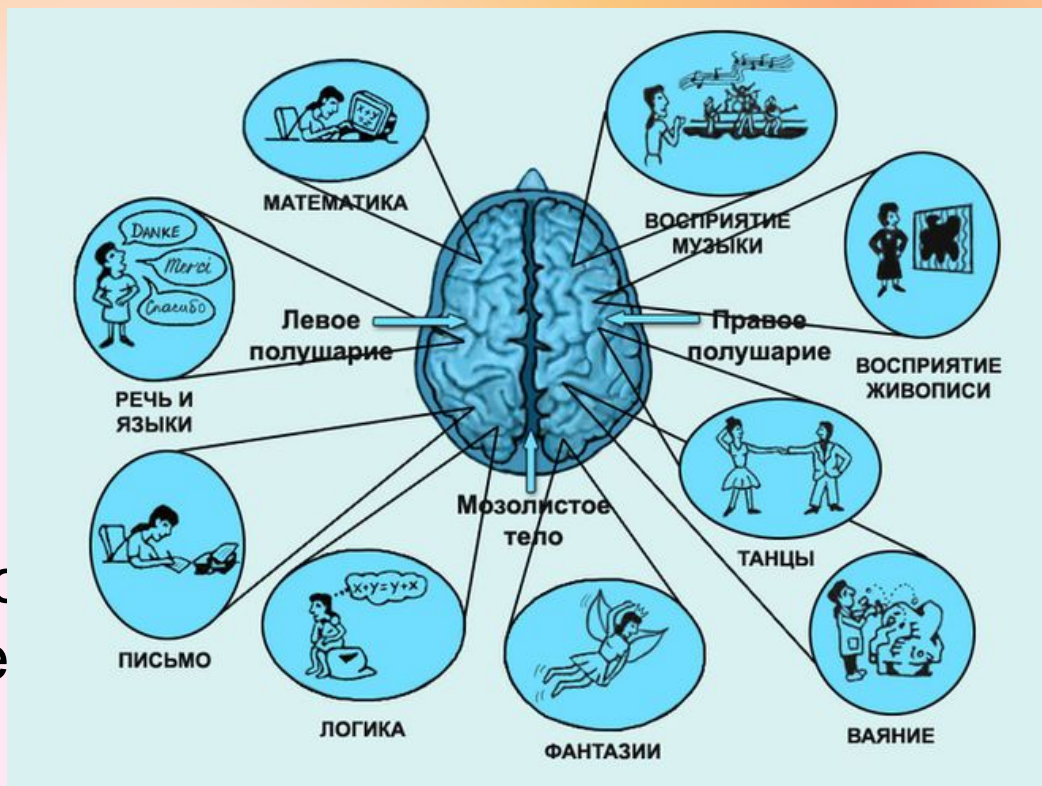 x+y
МАТЕМАТИКА
ВОСПРИЯТИЕ
МУЗЫКИ
DANKE
Merci
Спасибо
РЕЧЬ И
ЯЗЫКИ
Левое
полушарие
Правое
полушарие
ВОСПРИЯТИЕ
ЖИВОПИСИ
Мозолистое
тело
ТАНЦЫ
ПИСЬМО
x+y=y+x
ЛОГИКА
ФАНТАЗИИ
ВАЯНИЕ
е